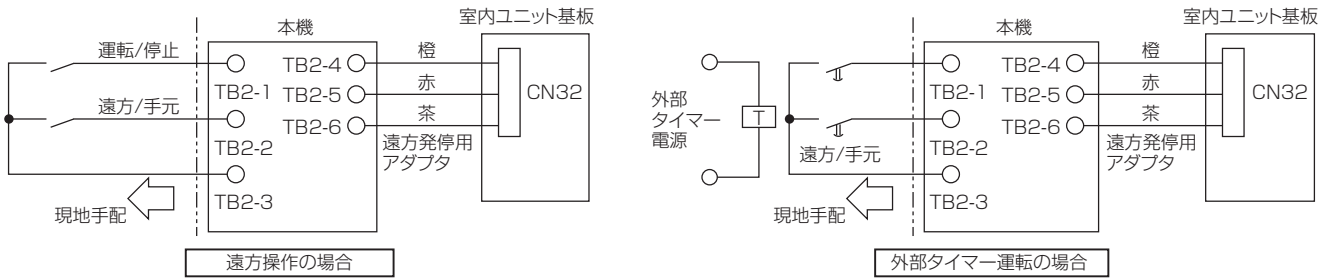 本機
室内ユニット基板
運転/停止
TB2-1
遠方/手元
TB2-2
TB2-3
TB2-4
TB2-5
TB2-6
橙
赤
茶
遠方発停用
アダプタ
CN32
現地手配
遠方操作の場合
本機
室内ユニット基板
外部
タイマー
電源
T
TB2-1
遠方/手元
TB2-2
TB2-3
TB2-4
TB2-5
TB2-6
橙
赤
茶
遠方発停用
アダプタ
CN32
現地手配
外部タイマー運転の場合